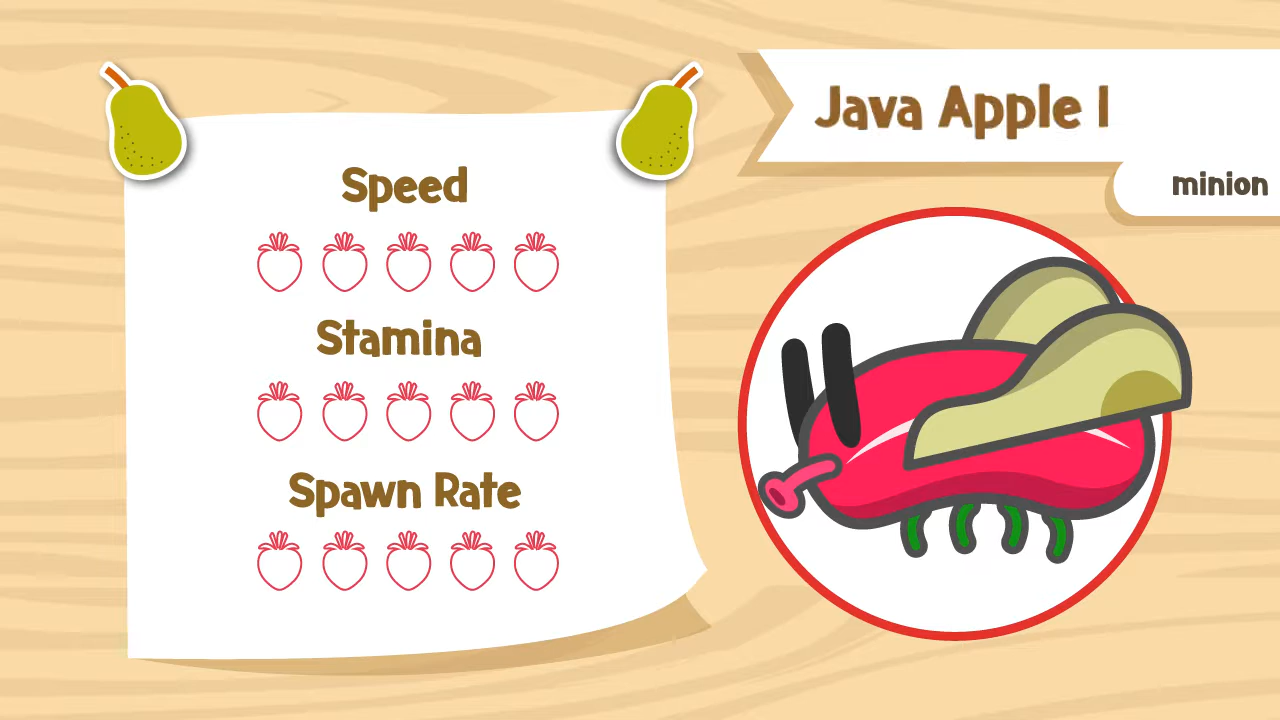 Java Apple I
minion
Speed
Stamina
Spawn Rate